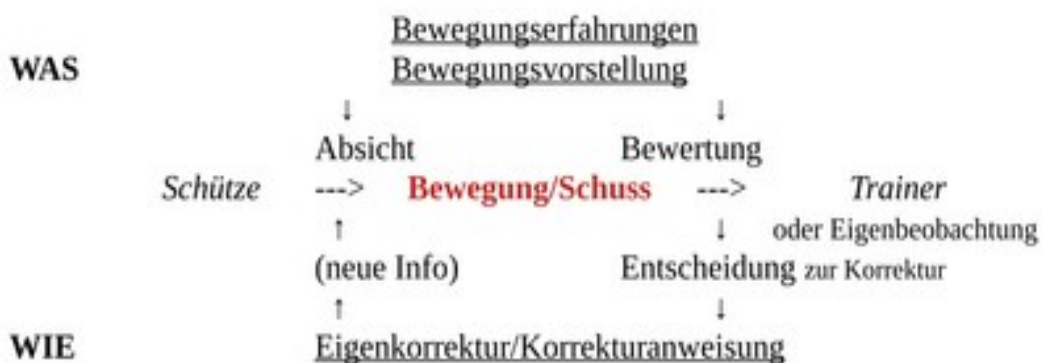 Bewegungserfahrungen
WAS Bewegungsvorstellung
↓ ↓
Absicht Bewertung
Schütze ---> Bewegung/Schuss ---> Trainer
↑ ↓ oder Eigenbeobachtung
(neue Info) Entscheidung zur Korrektur
↑ ↓
WIE Eigenkorrektur/Korrekturanweisung